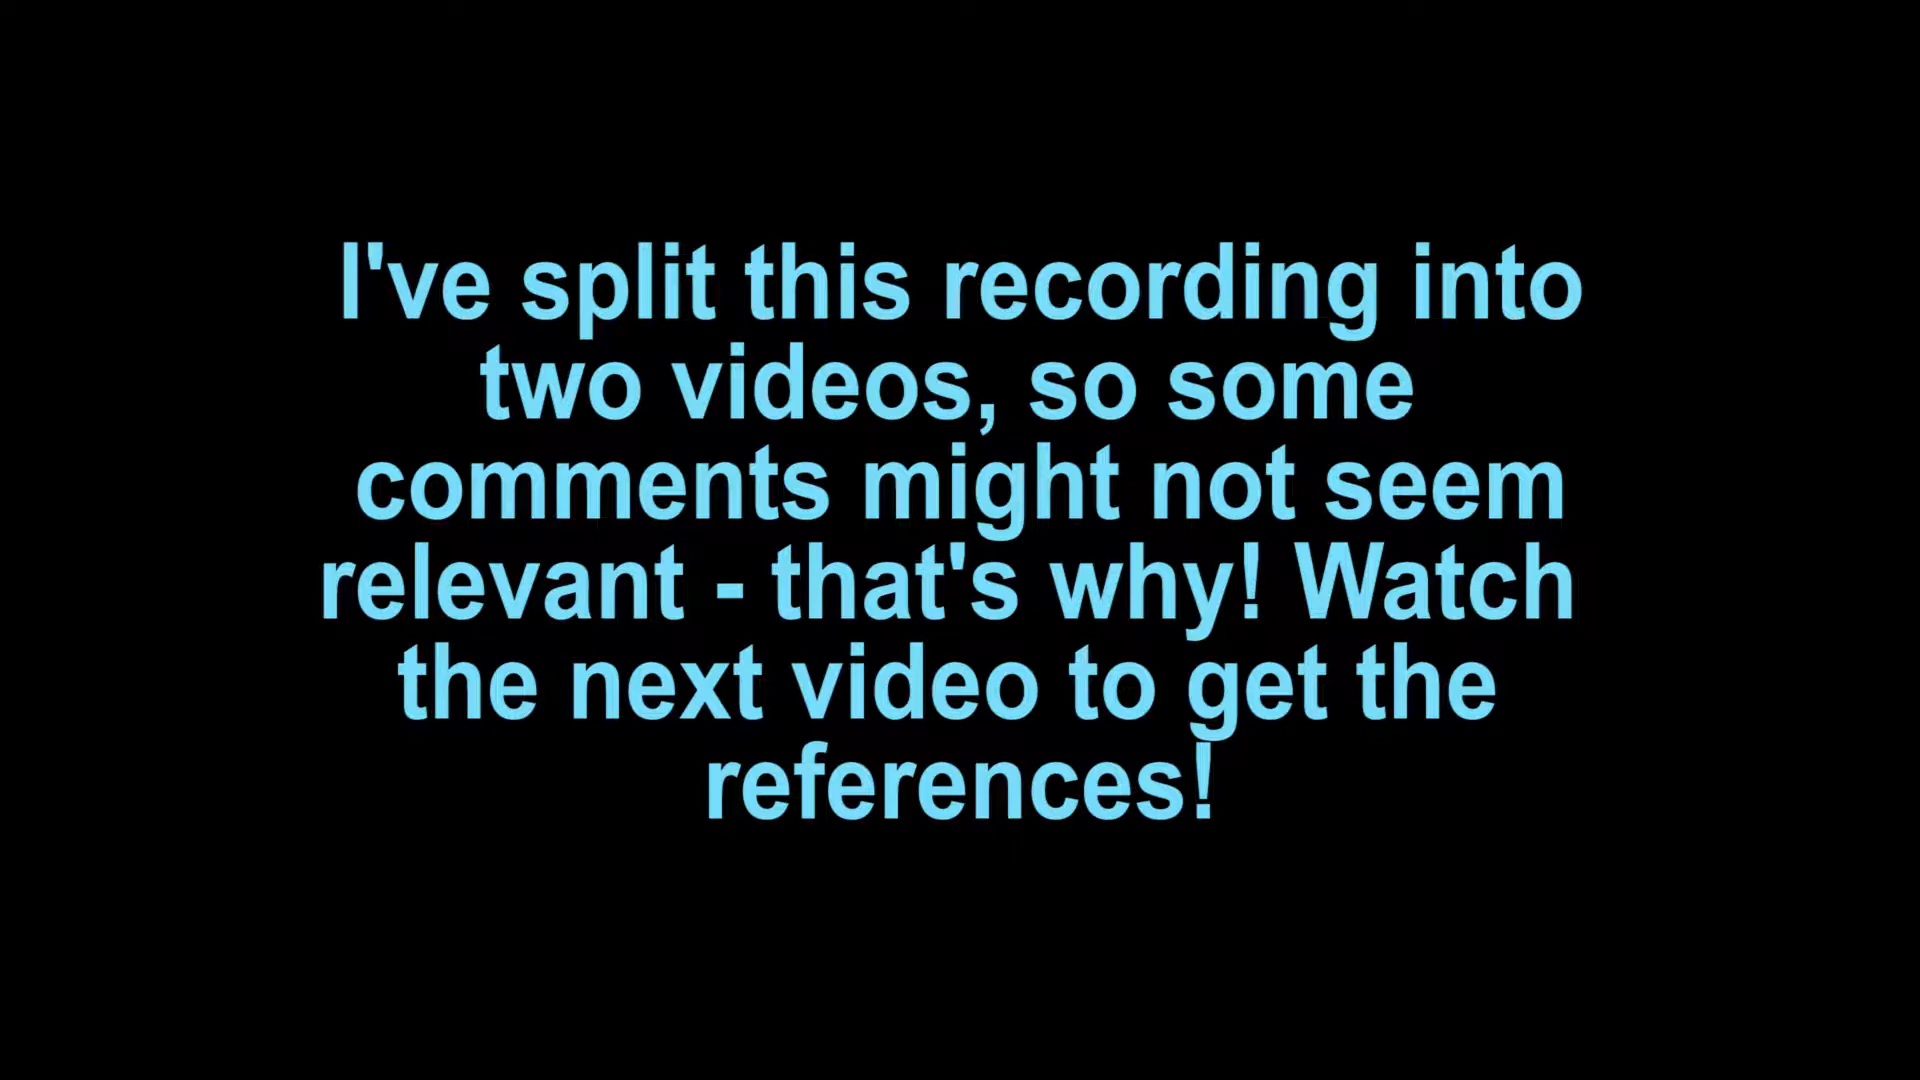 I've split this recording into
two videos, so some
comments might not seem
relevant - that's why! Watch
the next video to get the
references!